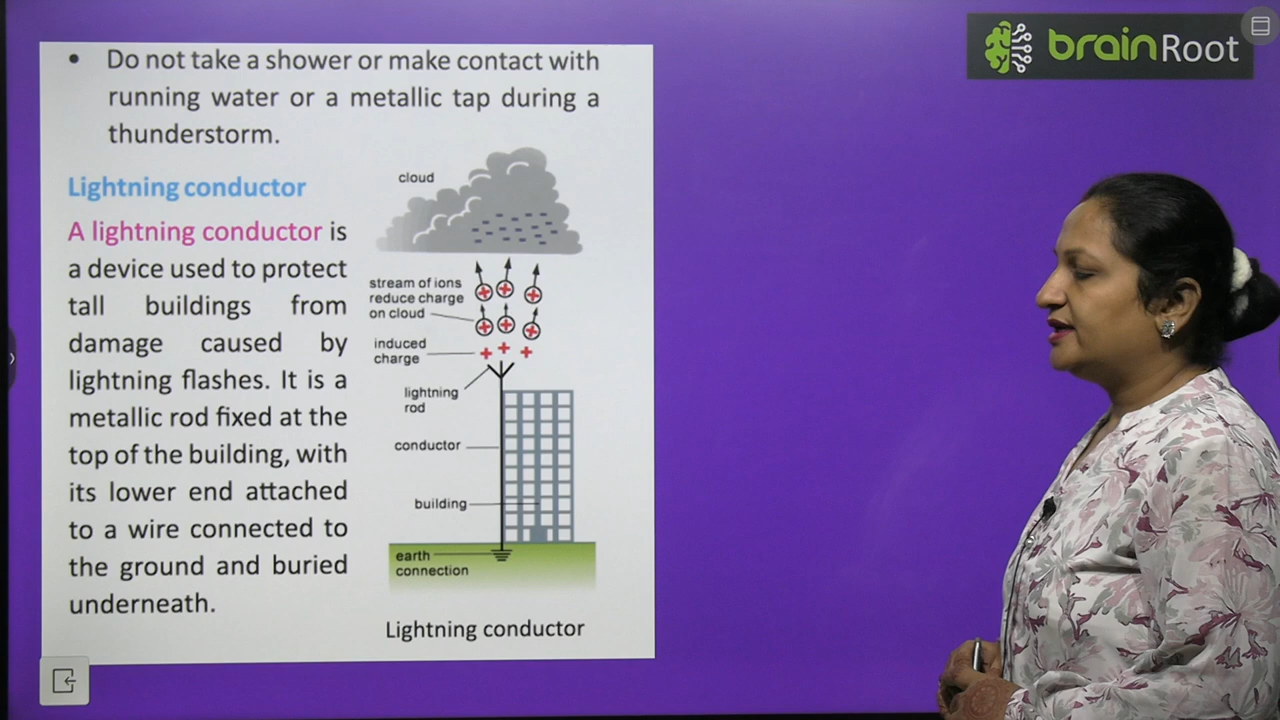 • Do not take a shower or make contact with
running water or a metallic tap during a
thunderstorm.
Lightning conductor
A lightning conductor is
a device used to protect
tall buildings from
damage caused by
lightning flashes. It is a
metallic rod fixed at the
top of the building, with
its lower end attached
to a wire connected to
the ground and buried
underneath.
cloud
stream of ions
reduce charge
on cloud
induced
charge
lightning
rod
conductor
building
earth
connection
Lightning conductor
brainRoot